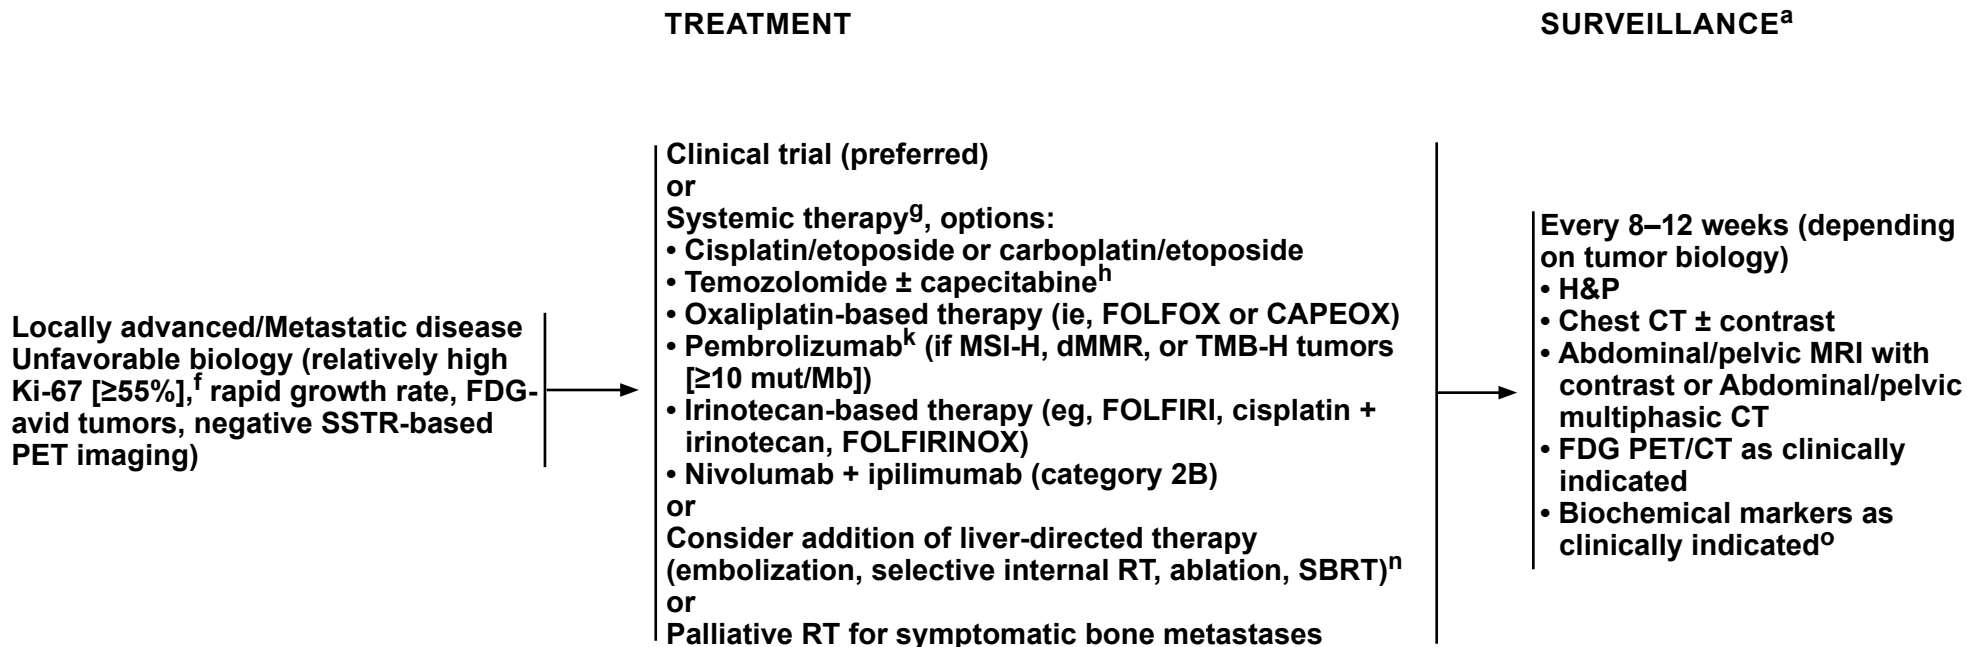 TREATMENT
SURVEILLANCEᵃ
Locally advanced/Metastatic disease
Unfavorable biology (relatively high
Ki-67 [≥55%],ᶠ rapid growth rate, FDG-
avid tumors, negative SSTR-based
PET imaging)
Clinical trial (preferred)
or
Systemic therapyᵍ, options:
• Cisplatin/etoposide or carboplatin/etoposide
• Temozolomide ± capecitabineʰ
• Oxaliplatin-based therapy (ie, FOLFOX or CAPEOX)
• Pembrolizumabᵏ (if MSI-H, dMMR, or TMB-H tumors
[≥10 mut/Mb])
• Irinotecan-based therapy (eg, FOLFIRI, cisplatin +
irinotecan, FOLFIRINOX)
• Nivolumab + ipilimumab (category 2B)
or
Consider addition of liver-directed therapy
(embolization, selective internal RT, ablation, SBRT)ⁿ
or
Palliative RT for symptomatic bone metastases
Every 8–12 weeks (depending
on tumor biology)
• H&P
• Chest CT ± contrast
• Abdominal/pelvic MRI with
contrast or Abdominal/pelvic
multiphasic CT
• FDG PET/CT as clinically
indicated
• Biochemical markers as
clinically indicatedᵒ